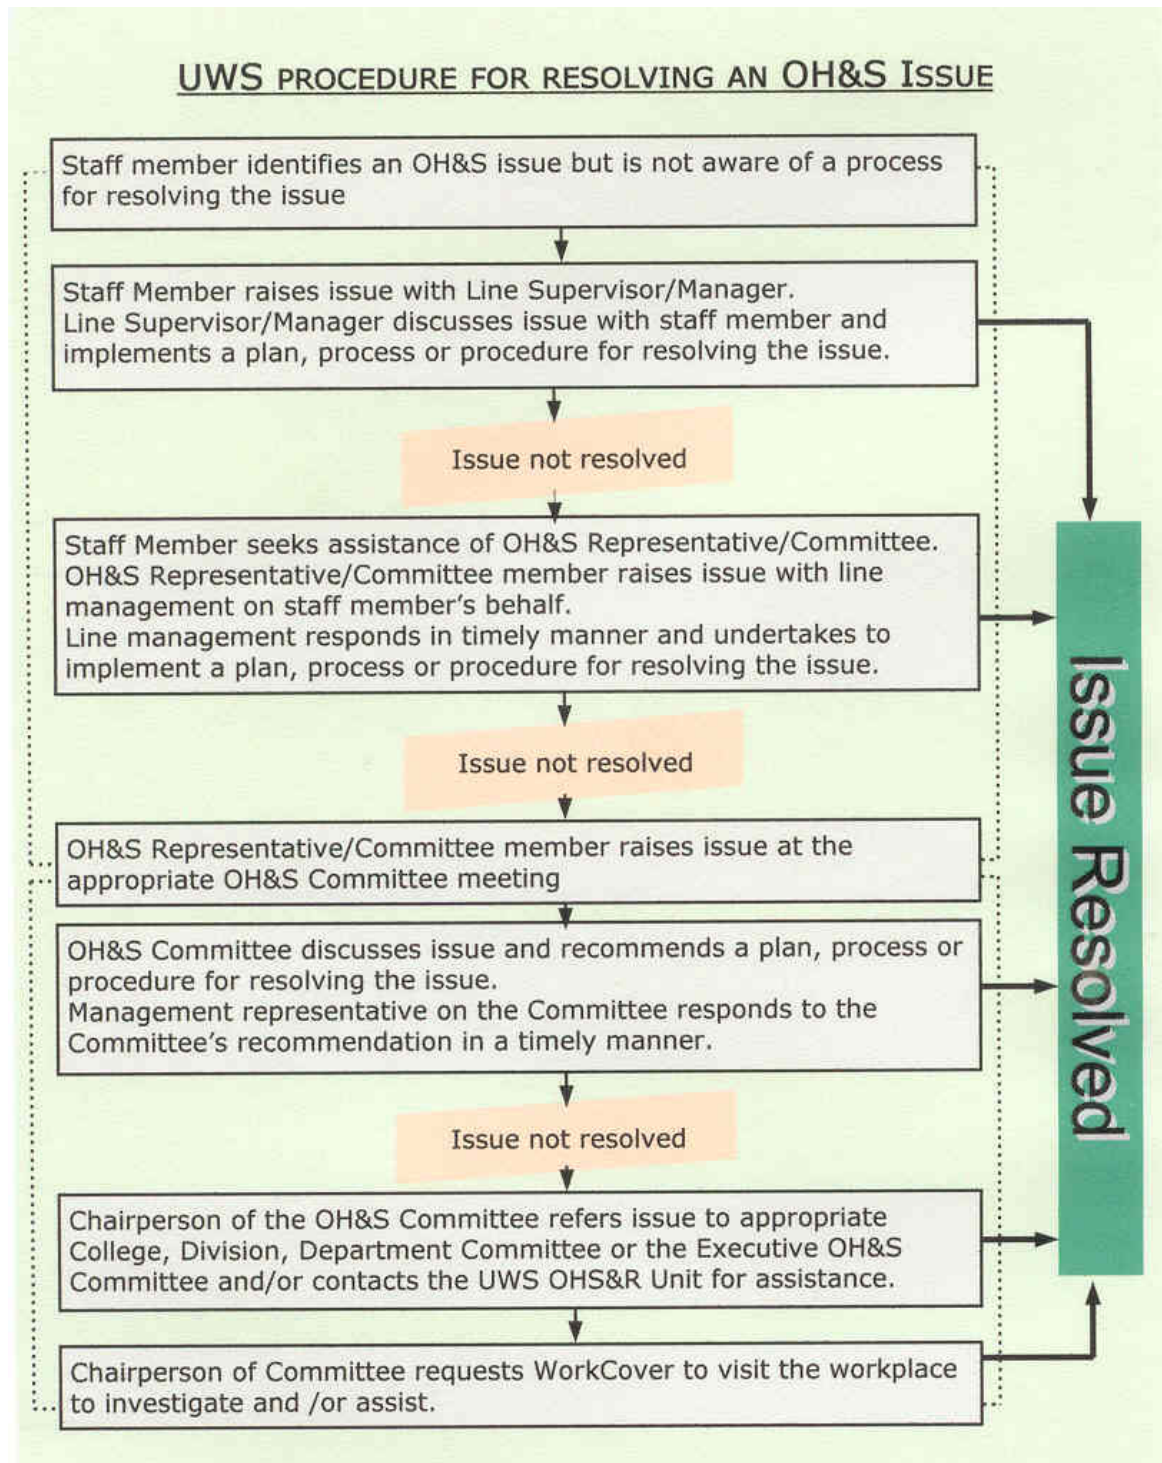 UWS PROCEDURE FOR RESOLVING AN OH&S ISSUE
Staff member identifies an OH&S issue but is not aware of a process
for resolving the issue
Staff Member raises issue with Line Supervisor/Manager.
Line Supervisor/Manager discusses issue with staff member and
implements a plan, process or procedure for resolving the issue.
Issue not resolved
Staff Member seeks assistance of OH&S Representative/Committee.
OH&S Representative/Committee member raises issue with line
management on staff member's behalf.
Line management responds in timely manner and undertakes to
implement a plan, process or procedure for resolving the issue.
Issue not resolved
OH&S Representative/Committee member raises issue at the
appropriate OH&S Committee meeting
OH&S Committee discusses issue and recommends a plan, process or
procedure for resolving the issue.
Management representative on the Committee responds to the
Committee's recommendation in a timely manner.
Issue not resolved
Chairperson of the OH&S Committee refers issue to appropriate
College, Division, Department Committee or the Executive OH&S
Committee and/or contacts the UWS OHS&R Unit for assistance.
Chairperson of Committee requests WorkCover to visit the workplace
to investigate and /or assist.
Issue Resolved